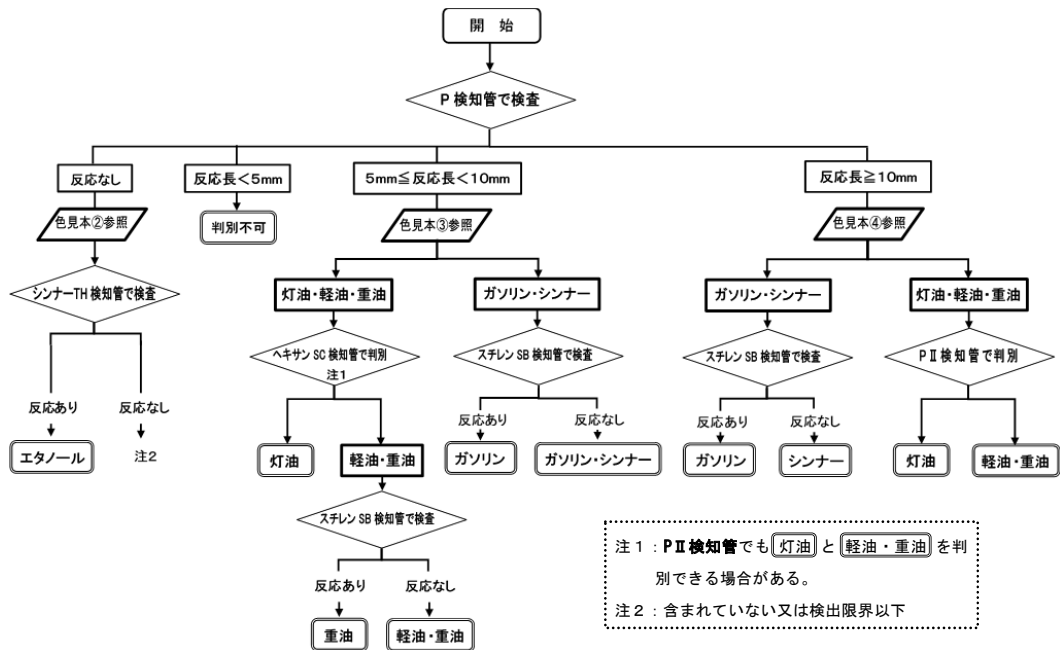 開 始
P 検知管で検査
反応なし
反応長<5mm
5mm≦反応長<10mm
反応長≧10mm
色見本②参照
判別不可
色見本③参照
色見本④参照
シンナーTH 検知管で検査
灯油・軽油・重油
ガソリン・シンナー
ガソリン・シンナー
灯油・軽油・重油
ヘキサン SC 検知管で判別
注1
スチレン SB 検知管で検査
スチレン SB 検知管で検査
PⅡ検知管で判別
反応あり
反応なし
反応あり
反応なし
反応あり
反応なし
エタノール
注2
灯油
軽油・重油
ガソリン
ガソリン・シンナー
ガソリン
シンナー
灯油
軽油・重油
スチレン SB 検知管で検査
反応あり
反応なし
重油
軽油・重油
注1:PⅡ検知管でも 灯油 と 軽油・重油 を判
別できる場合がある。
注2:含まれていない又は検出限界以下